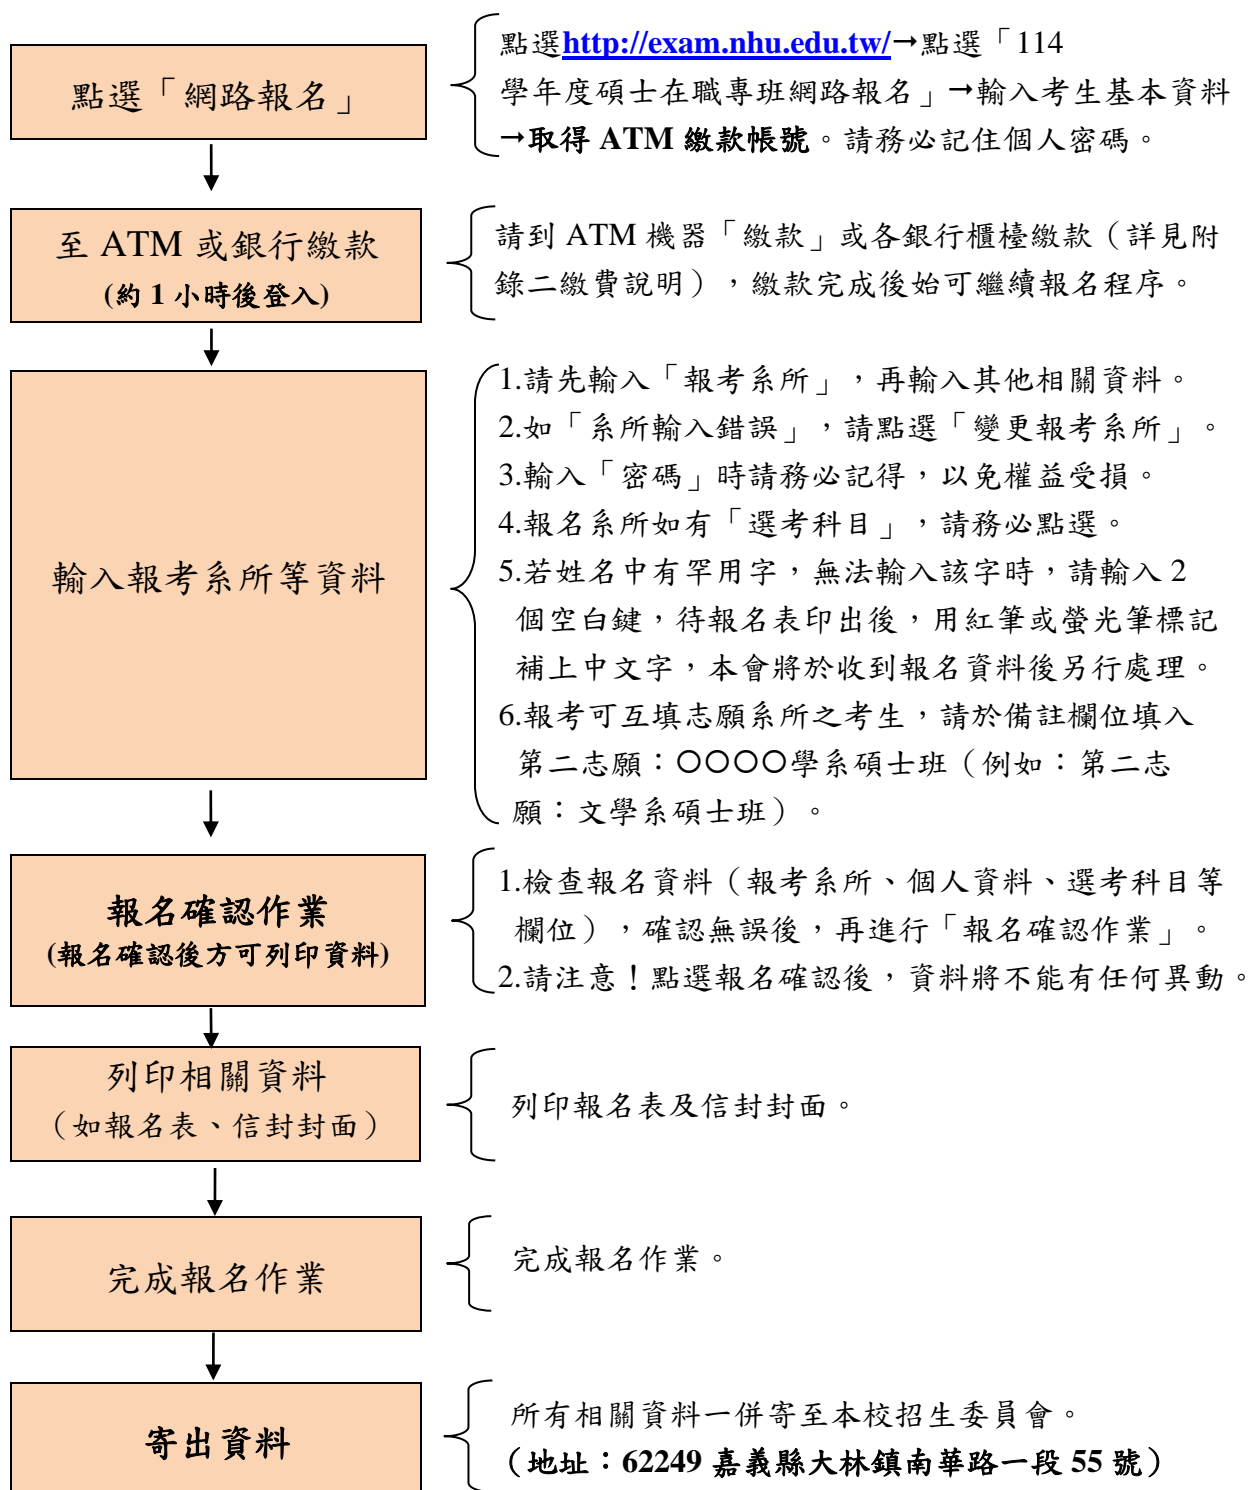 點選「網路報名」
點選http://exam.nhu.edu.tw/→點選「114
學年度碩士在職專班網路報名」→輸入考生基本資料
→取得 ATM 繳款帳號。請務必記住個人密碼。
至 ATM 或銀行繳款
(約 1 小時後登入)
請到 ATM 機器「繳款」或各銀行櫃檯繳款（詳見附
錄二繳費說明），繳款完成後始可繼續報名程序。
輸入報考系所等資料
1.請先輸入「報考系所」，再輸入其他相關資料。
2.如「系所輸入錯誤」，請點選「變更報考系所」。
3.輸入「密碼」時請務必記得，以免權益受損。
4.報名系所如有「選考科目」，請務必點選。
5.若姓名中有罕用字，無法輸入該字時，請輸入 2
個空白鍵，待報名表印出後，用紅筆或螢光筆標記
補上中文字，本會將於收到報名資料後另行處理。
6.報考可互填志願系所之考生，請於備註欄位填入
第二志願：○○○○學系碩士班（例如：第二志
願：文學系碩士班）。
報名確認作業
(報名確認後方可列印資料)
1.檢查報名資料（報考系所、個人資料、選考科目等
欄位），確認無誤後，再進行「報名確認作業」。
2.請注意！點選報名確認後，資料將不能有任何異動。
列印相關資料
（如報名表、信封封面）
列印報名表及信封封面。
完成報名作業
完成報名作業。
寄出資料
所有相關資料一併寄至本校招生委員會。
（地址：62249 嘉義縣大林鎮南華路一段 55 號）